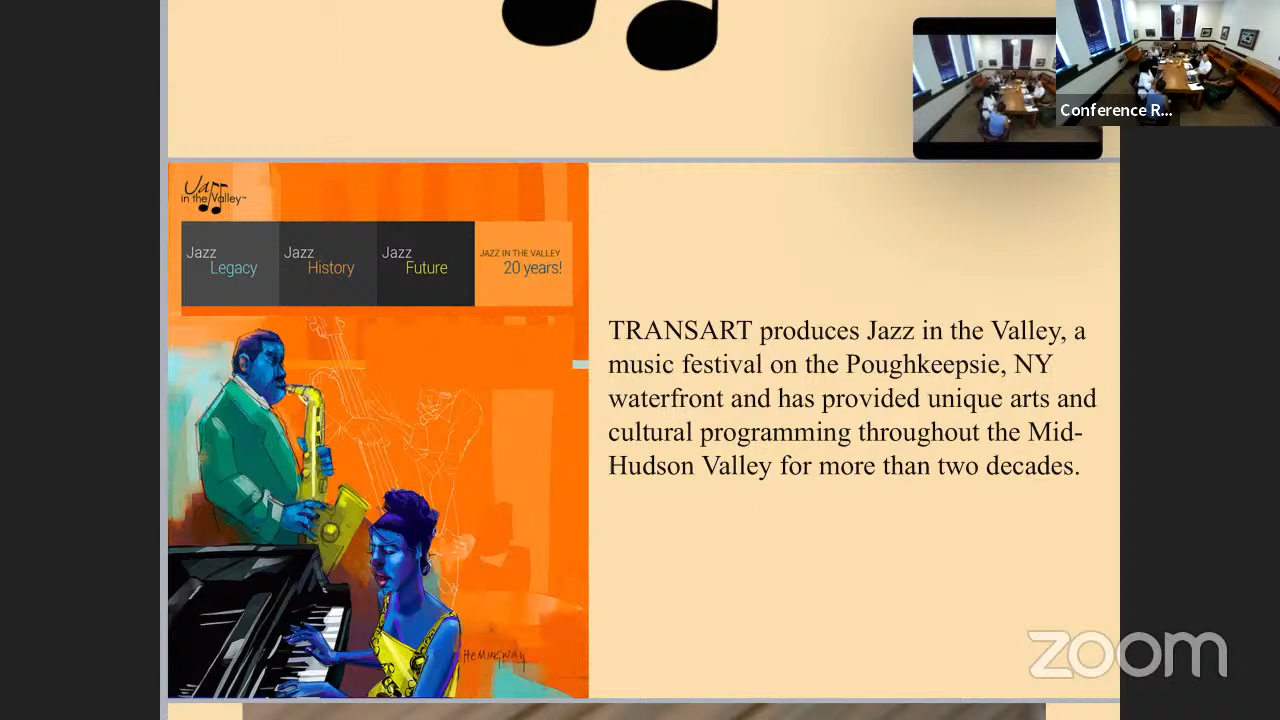 Conference R...
Jazz
in the Valley™
Jazz
Legacy
Jazz
History
Jazz
Future
JAZZ IN THE VALLEY
20 years!
TRANSART produces Jazz in the Valley, a
music festival on the Poughkeepsie, NY
waterfront and has provided unique arts and
cultural programming throughout the Mid-
Hudson Valley for more than two decades.
HeMINGWAY
zoom